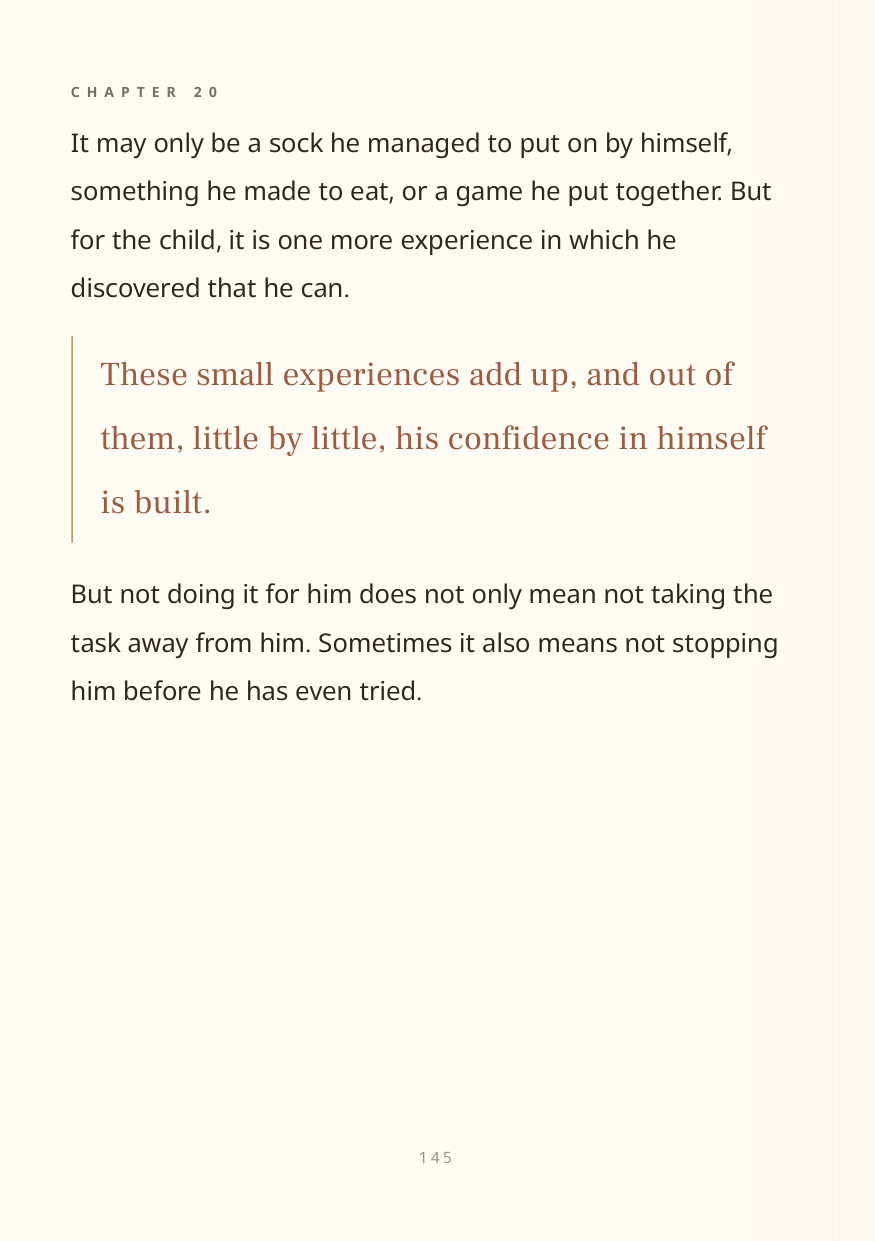 CHAPTER 20
It may only be a sock he managed to put on by himself,
something he made to eat, or a game he put together. But
for the child, it is one more experience in which he
discovered that he can.
These small experiences add up, and out of
them, little by little, his confidence in himself
is built.
But not doing it for him does not only mean not taking the
task away from him. Sometimes it also means not stopping
him before he has even tried.
145